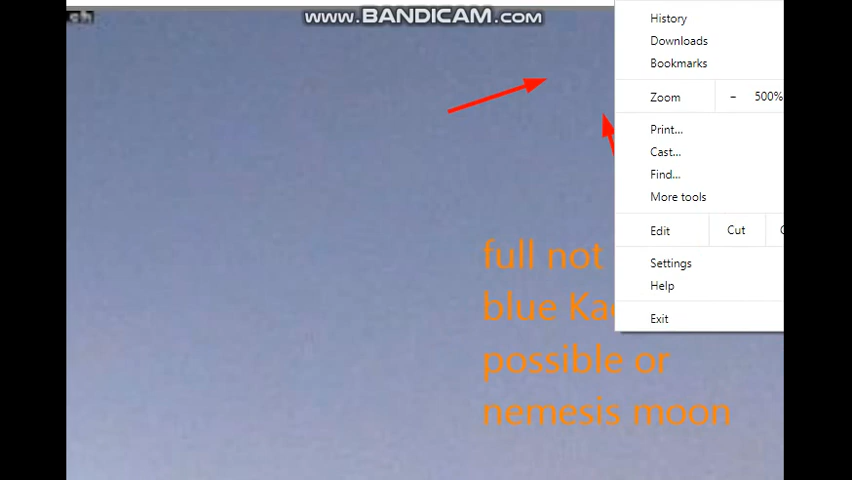 www.BANDICAM.com
History
Downloads
Bookmarks
Zoom - 500%
Print...
Cast...
Find...
More tools
Edit Cut
Settings
Help
Exit
full not
blue
possible or
nemesis moon